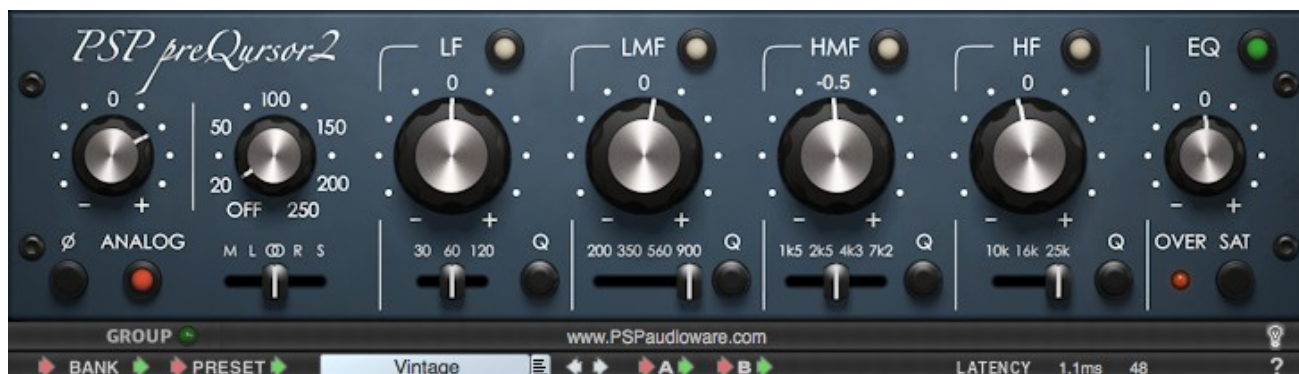 PSP preQursor2 LF LMF HMF HF EQ
0 100 0 0 -0.5 0 0
50 150
20 200
OFF 250
- + - + - + - + - + - +
Ø ANALOG M L R S 30 60 120 Q 200 350 560 900 Q 1k5 2k5 4k3 7k2 Q 10k 16k 25k Q OVER SAT
GROUP www.PSPaudioware.com
BANK PRESET Vintage A B LATENCY 1.1ms 48 ?